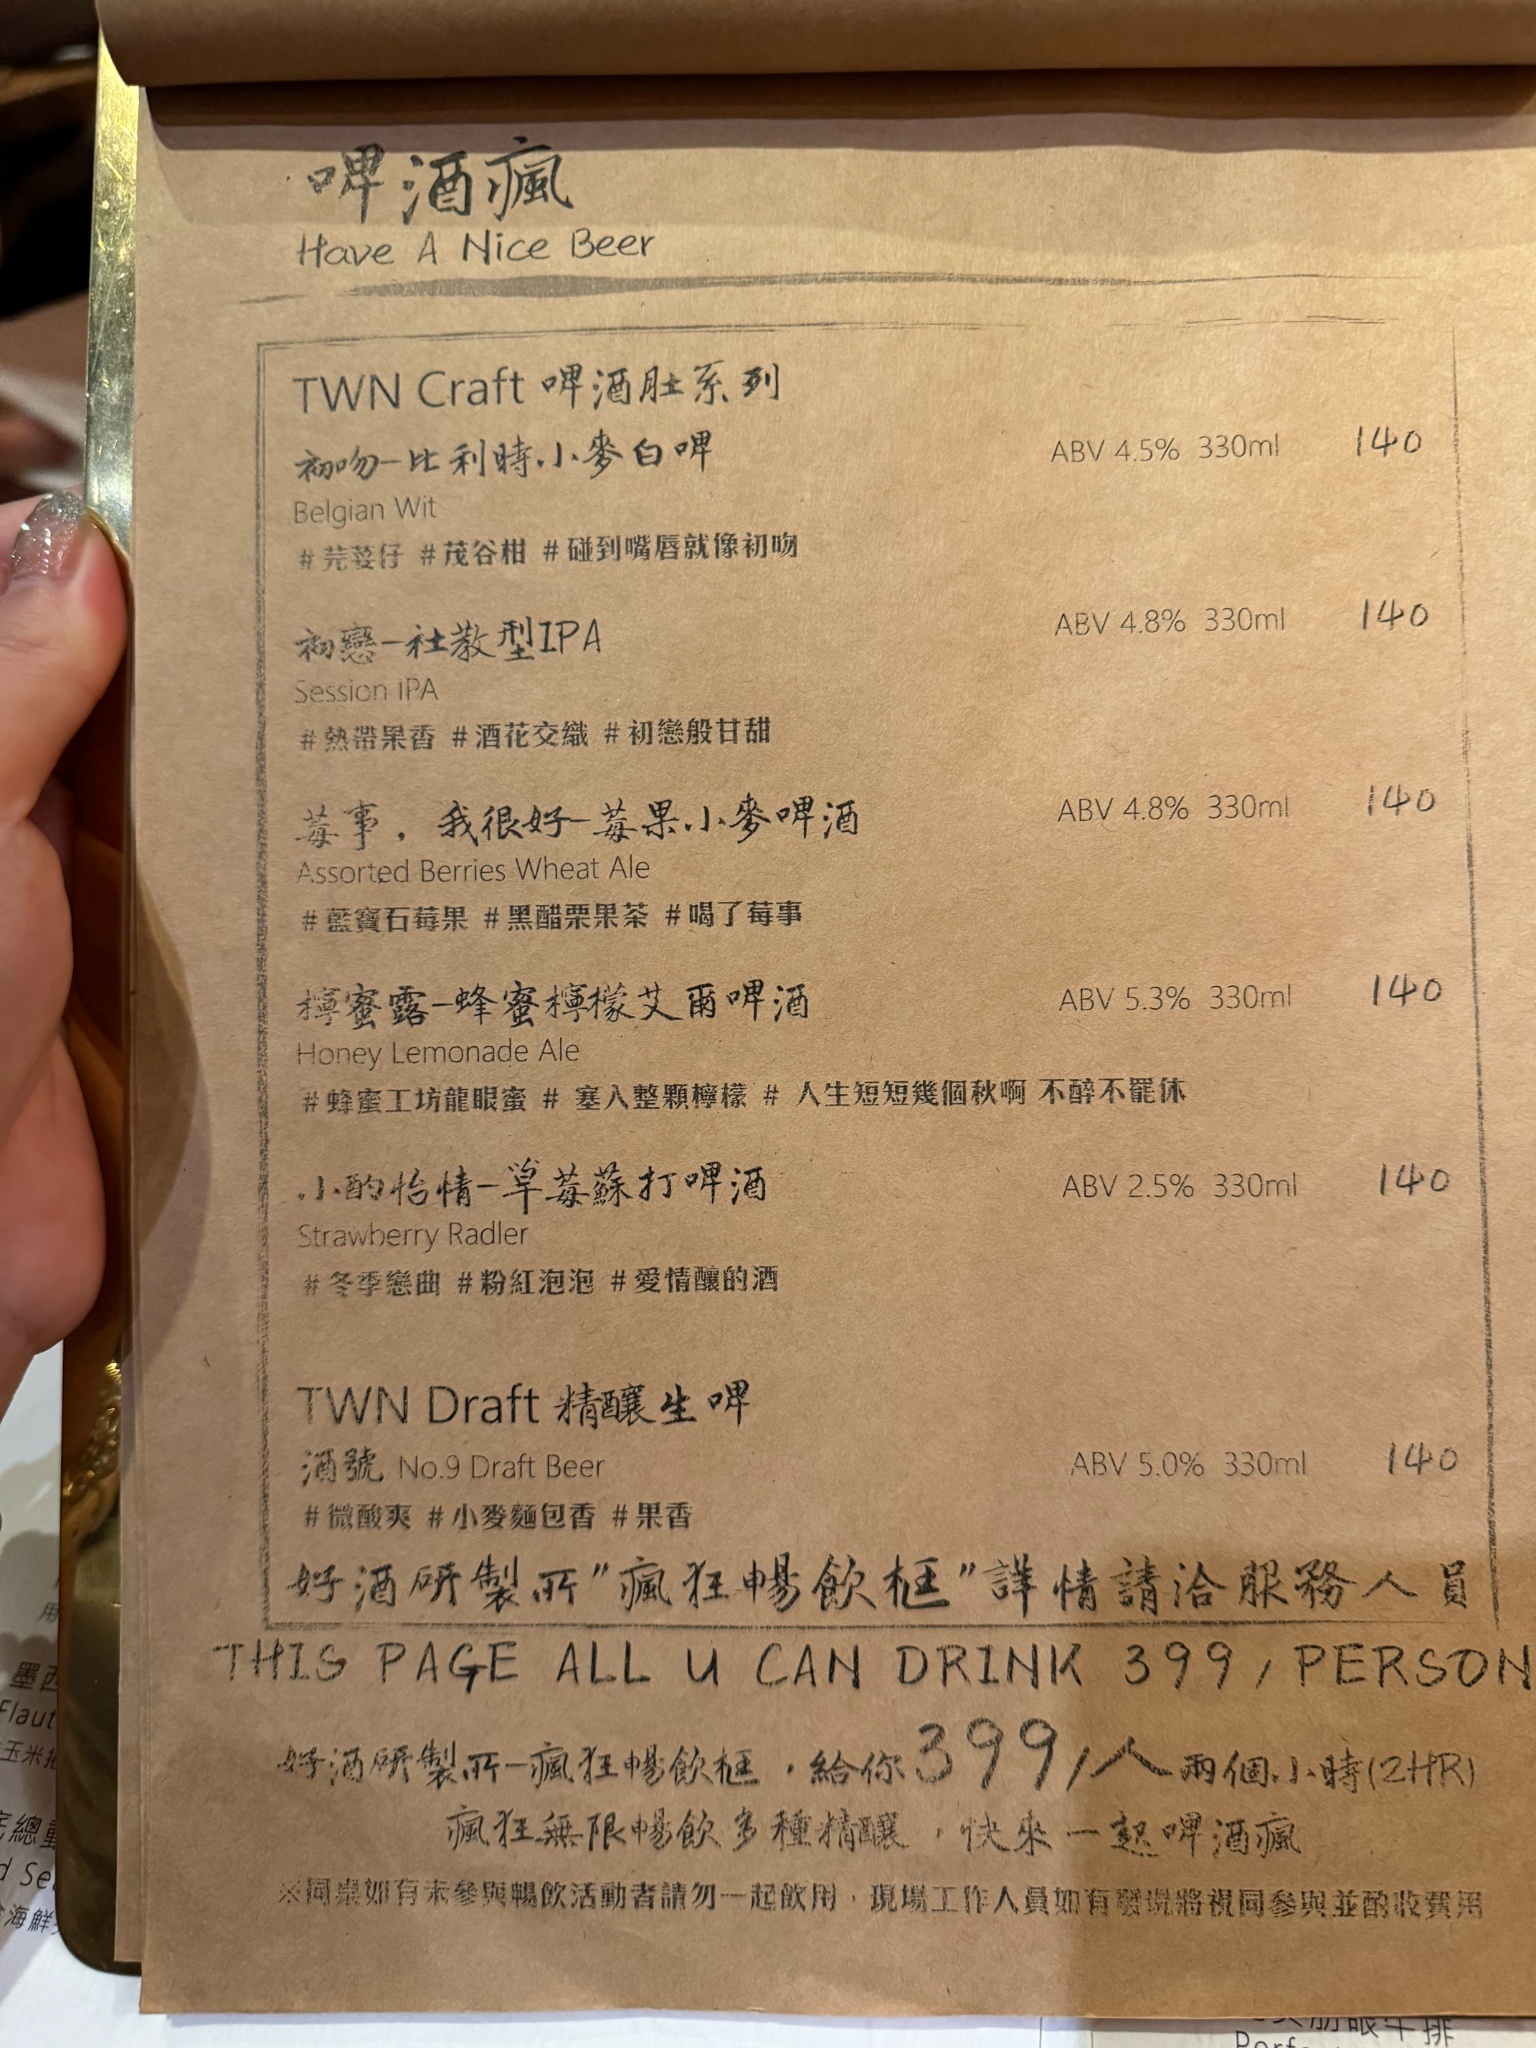 啤酒瘋
Have A Nice Beer
TWN Craft 啤酒肚系列
初吻-比利時小麥白啤 ABV 4.5% 330ml 140
Belgian Wit
#芫荽仔 #茂谷柑 #碰到嘴唇就像初吻
初戀-社教型IPA ABV 4.8% 330ml 140
Session IPA
#熱帶果香 #酒花交織 #初戀般甘甜
莓事，我很好-莓果小麥啤酒 ABV 4.8% 330ml 140
Assorted Berries Wheat Ale
#藍寶石莓果 #黑醋栗果茶 #喝了莓事
檸蜜露-蜂蜜檸檬艾爾啤酒 ABV 5.3% 330ml 140
Honey Lemonade Ale
#蜂蜜工坊龍眼蜜 # 塞入整顆檸檬 # 人生短短幾個秋啊 不醉不罷休
小酌怡情-草莓蘇打啤酒 ABV 2.5% 330ml 140
Strawberry Radler
#冬季戀曲 #粉紅泡泡 #愛情釀的酒
TWN Draft 精釀生啤
酒號 No.9 Draft Beer ABV 5.0% 330ml 140
#微酸爽 #小麥麵包香 #果香
好酒研製所"瘋狂暢飲框"詳情請洽服務人員
THIS PAGE ALL U CAN DRINK 399/PERSON
好酒研製所-瘋狂暢飲框，給你399/人兩個小時(2HR)
瘋狂無限暢飲多種精釀，快來一起啤酒瘋
※同桌如有未參與暢飲活動者請勿一起飲用，現場工作人員如有發現將視同參與並酌收費用
墨西
Flaut
玉米
總
d Se
海鮮